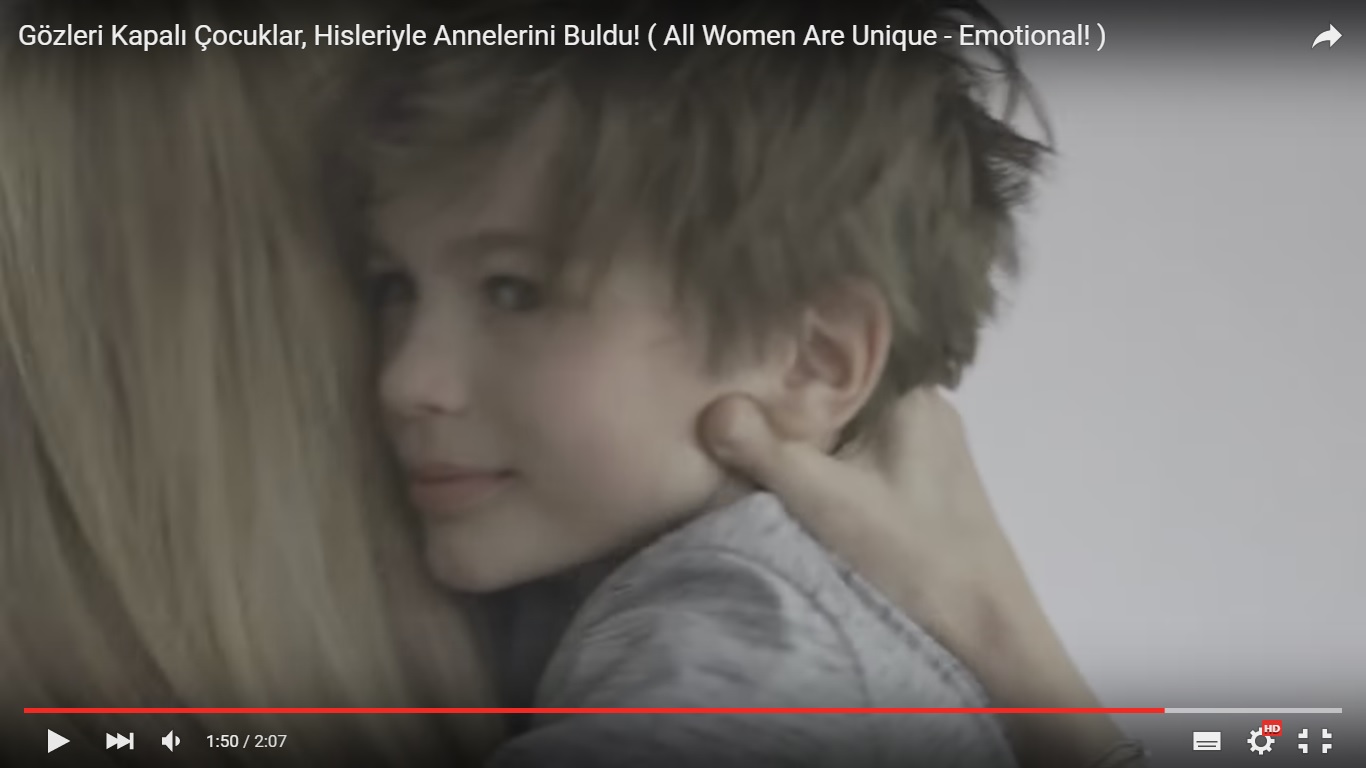 Gözleri Kapalı Çocuklar, Hisleriyle Annelerini Buldu! ( All Women Are Unique - Emotional! )
HD
1:50 / 2:07